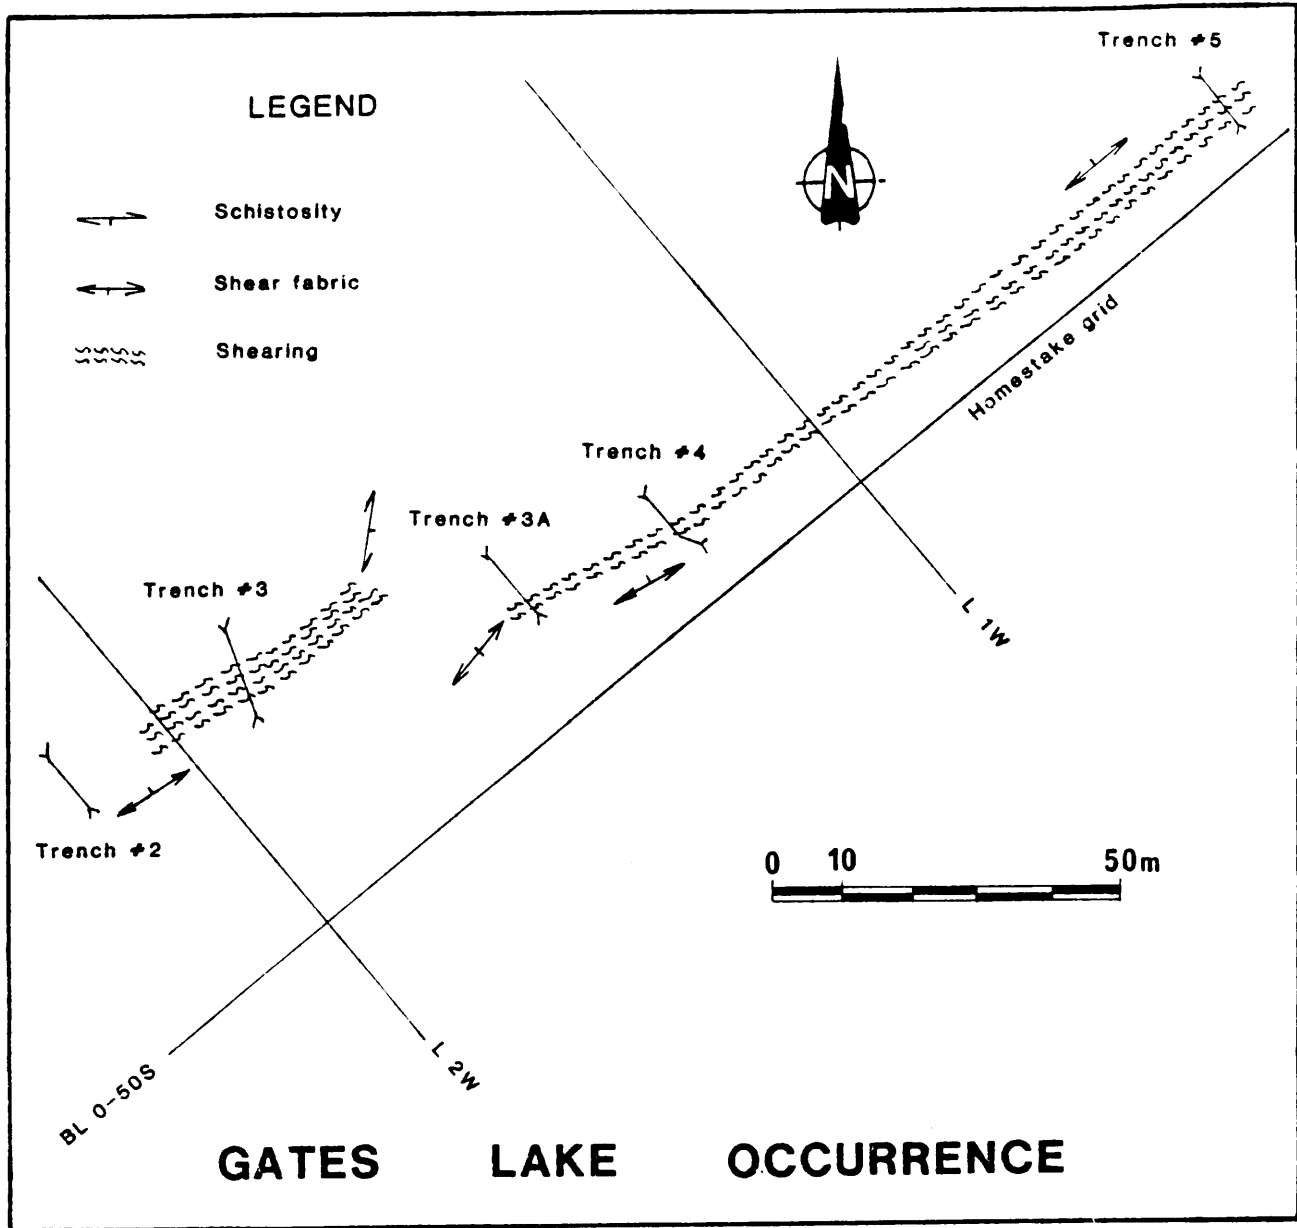 Trench #5
LEGEND
N
Schistosity
Shear fabric
Shearing
Homestake grid
Trench #4
Trench #3A
Trench #3
L 1W
Trench #2
0 10 50m
L 2W
BL 0-50S
GATES LAKE OCCURRENCE